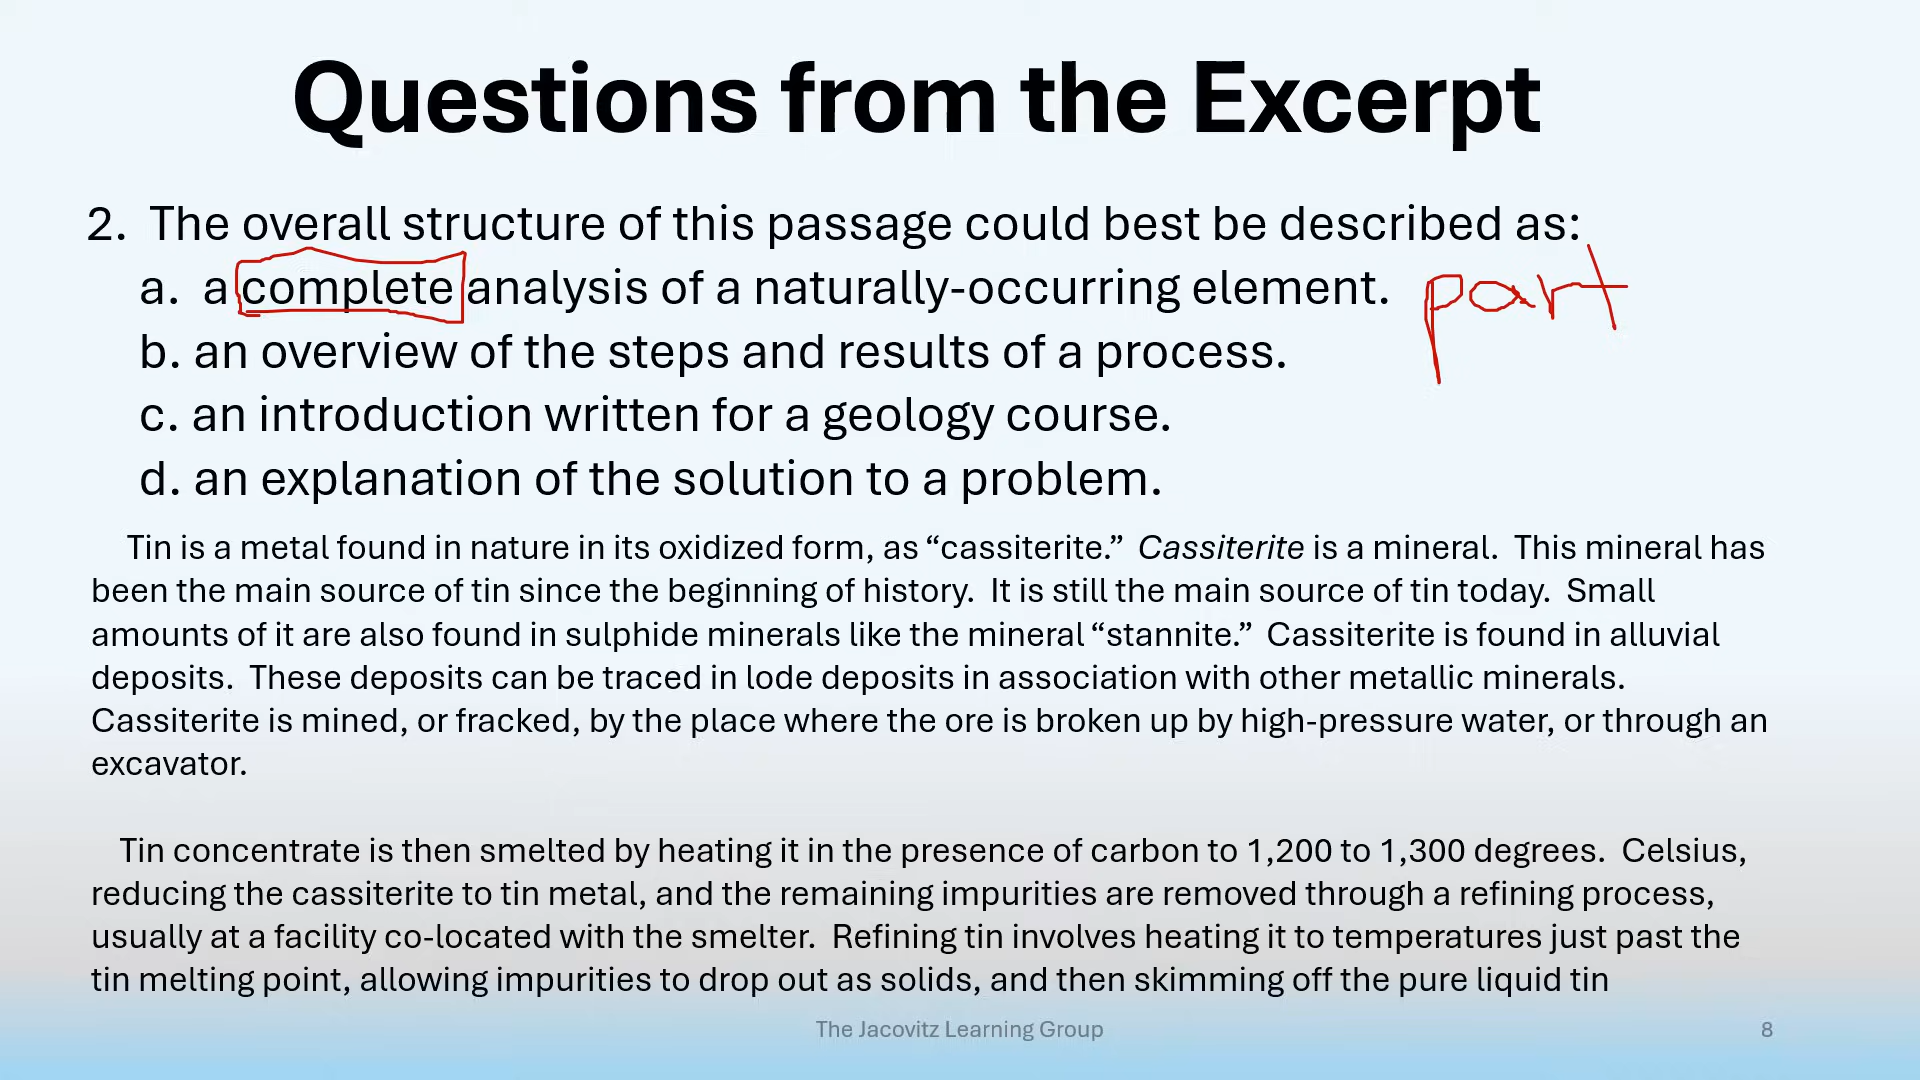 Questions from the Excerpt
2. The overall structure of this passage could best be described as:
a. a complete analysis of a naturally-occurring element. part
b. an overview of the steps and results of a process.
c. an introduction written for a geology course.
d. an explanation of the solution to a problem.
Tin is a metal found in nature in its oxidized form, as “cassiterite.” Cassiterite is a mineral. This mineral has
been the main source of tin since the beginning of history. It is still the main source of tin today. Small
amounts of it are also found in sulphide minerals like the mineral “stannite.” Cassiterite is found in alluvial
deposits. These deposits can be traced in lode deposits in association with other metallic minerals.
Cassiterite is mined, or fracked, by the place where the ore is broken up by high-pressure water, or through an
excavator.
Tin concentrate is then smelted by heating it in the presence of carbon to 1,200 to 1,300 degrees. Celsius,
reducing the cassiterite to tin metal, and the remaining impurities are removed through a refining process,
usually at a facility co-located with the smelter. Refining tin involves heating it to temperatures just past the
tin melting point, allowing impurities to drop out as solids, and then skimming off the pure liquid tin
The Jacovitz Learning Group
8